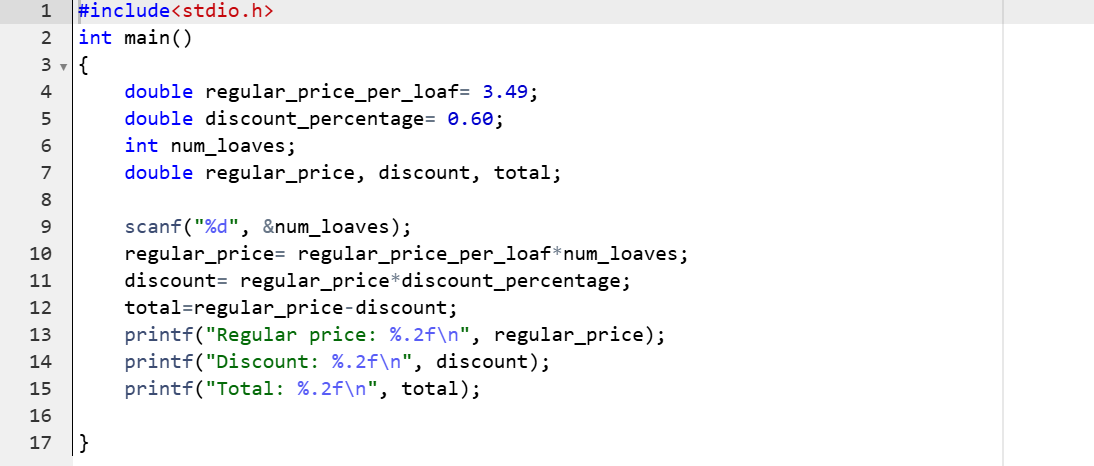 1 #include<stdio.h>
2 int main()
3 {
4     double regular_price_per_loaf= 3.49;
5     double discount_percentage= 0.60;
6     int num_loaves;
7     double regular_price, discount, total;
8
9     scanf("%d", &num_loaves);
10     regular_price= regular_price_per_loaf*num_loaves;
11     discount= regular_price*discount_percentage;
12     total=regular_price-discount;
13     printf("Regular price: %.2f\n", regular_price);
14     printf("Discount: %.2f\n", discount);
15     printf("Total: %.2f\n", total);
16
17 }